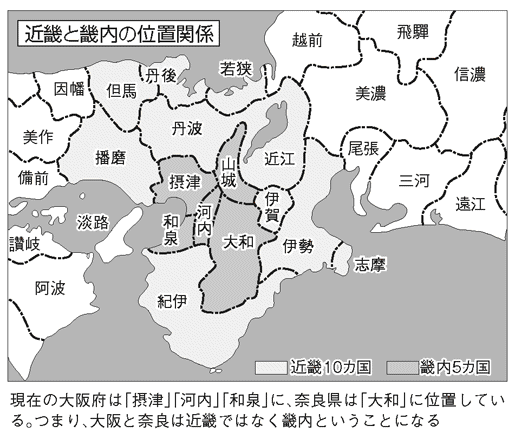 近畿と畿内の位置関係
越前
飛騨
信濃
若狭
丹後
但馬
因幡
美濃
丹波
美作
播磨
近江
尾張
山城
備前
摂津
伊賀
三河
遠江
淡路
和泉
河内
大和
伊勢
讃岐
志摩
阿波
紀伊
近畿10カ国
畿内5カ国
現在の大阪府は「摂津」「河内」「和泉」に、奈良県は「大和」に位置してい
る。つまり、大阪と奈良は近畿ではなく畿内ということになる